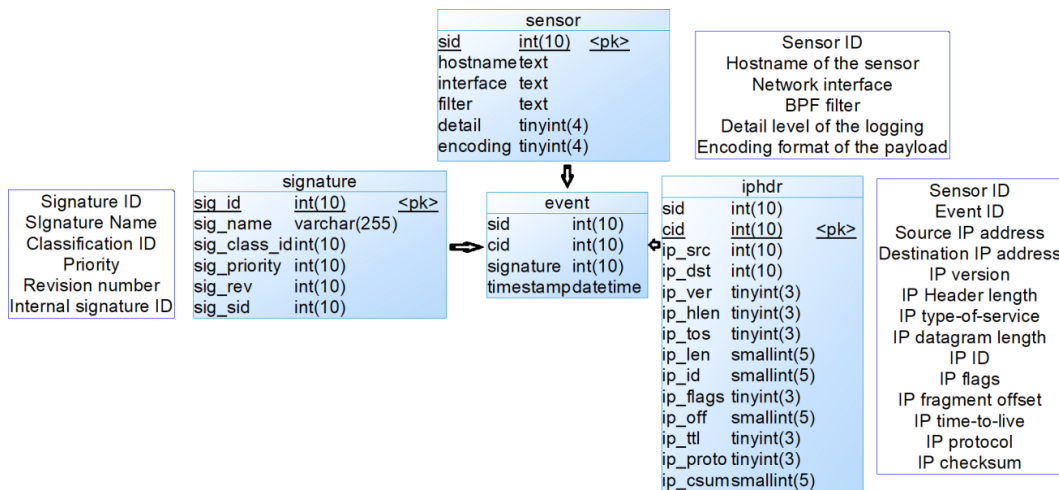 sensor
sid int(10) <pk>
hostname text
interface text
filter text
detail tinyint(4)
encoding tinyint(4)
Sensor ID
Hostname of the sensor
Network interface
BPF filter
Detail level of the logging
Encoding format of the payload
Signature ID
SIgnature Name
Classification ID
Priority
Revision number
Internal signature ID
signature
sig_id int(10) <pk>
sig_name varchar(255)
sig_class_id int(10)
sig_priority int(10)
sig_rev int(10)
sig_sid int(10)
event
sid int(10)
cid int(10)
signature int(10)
timestamp datetime
iphdr
sid int(10)
cid int(10) <pk>
ip_src int(10)
ip_dst int(10)
ip_ver tinyint(3)
ip_hlen tinyint(3)
ip_tos tinyint(3)
ip_len smallint(5)
ip_id smallint(5)
ip_flags tinyint(3)
ip_off smallint(5)
ip_ttl tinyint(3)
ip_proto tinyint(3)
ip_csum smallint(5)
Sensor ID
Event ID
Source IP address
Destination IP address
IP version
IP Header length
IP type-of-service
IP datagram length
IP ID
IP flags
IP fragment offset
IP time-to-live
IP protocol
IP checksum